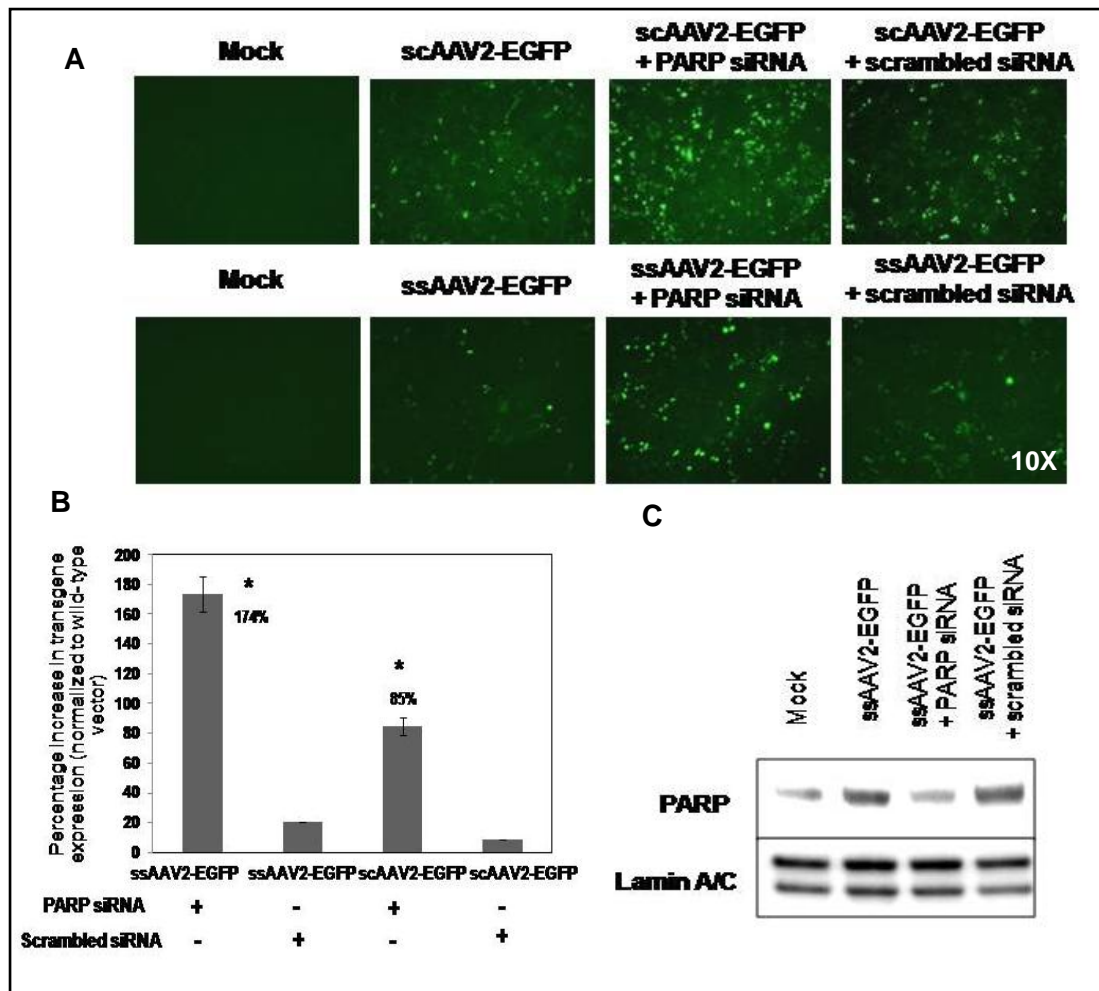 A
Mock
scAAV2-EGFP
scAAV2-EGFP
+ PARP siRNA
scAAV2-EGFP
+ scrambled siRNA
Mock
ssAAV2-EGFP
ssAAV2-EGFP
+ PARP siRNA
ssAAV2-EGFP
+ scrambled siRNA
10X
B
Percentage increase in transgene
expression (normalized to wild-type
vector)
200
180
160
140
120
100
80
60
40
20
0
*
174%
*
85%
ssAAV2-EGFP
ssAAV2-EGFP
scAAV2-EGFP
scAAV2-EGFP
PARP siRNA + - + -
Scrambled siRNA - + - +
C
Mock
ssAAV2-EGFP
ssAAV2-EGFP
+ PARP siRNA
ssAAV2-EGFP
+ scrambled siRNA
PARP
Lamin A/C